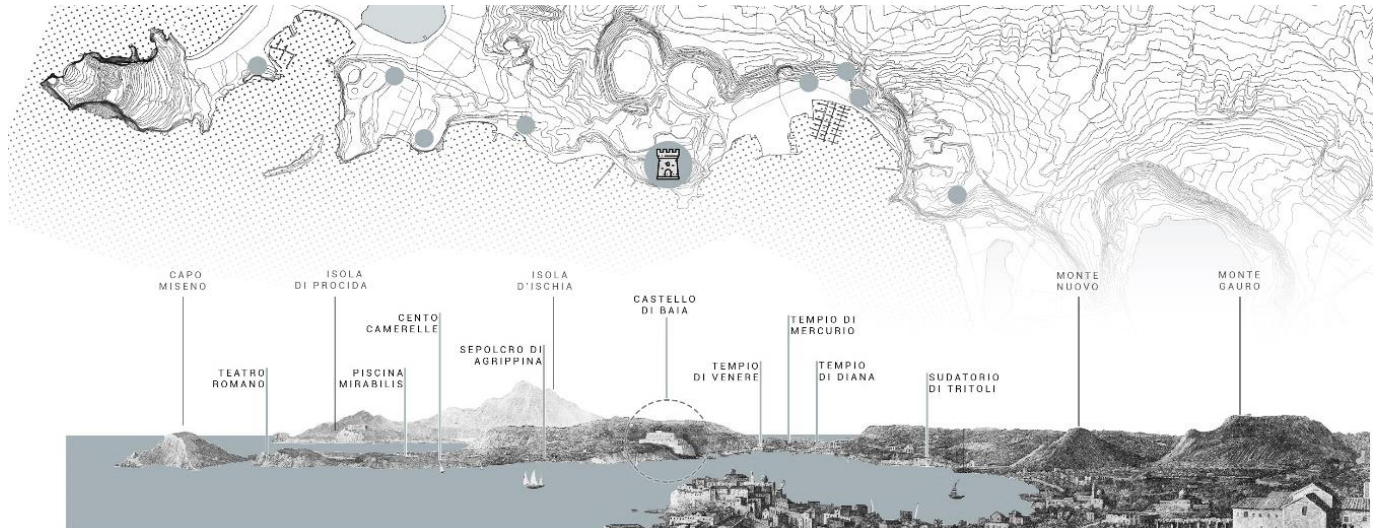 CAPO
MISENO
ISOLA
DI PROCIDA
ISOLA
D'ISCHIA
CASTELLO
DI BAIA
MONTE
NUOVO
MONTE
GAURO
CENTO
CAMERELLE
TEMPIO DI
MERCURIO
SEPOLCRO DI
AGRIPPINA
TEATRO
ROMANO
PISCINA
MIRABILIS
TEMPIO
DI VENERE
TEMPIO
DI DIANA
SUDATORIO
DI TRITOLI